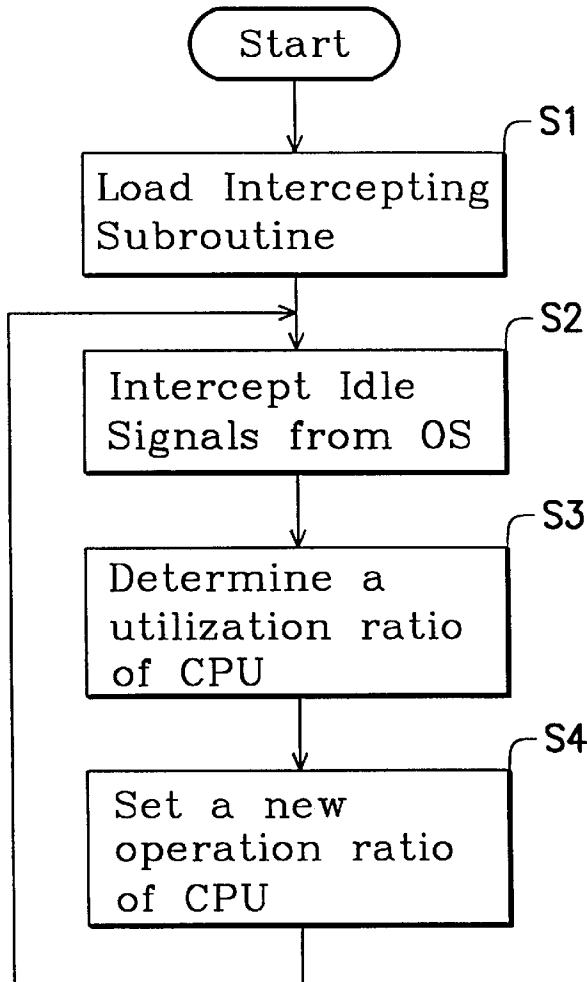 Start
S1
Load Intercepting
Subroutine
S2
Intercept Idle
Signals from OS
S3
Determine a
utilization ratio
of CPU
S4
Set a new
operation ratio
of CPU